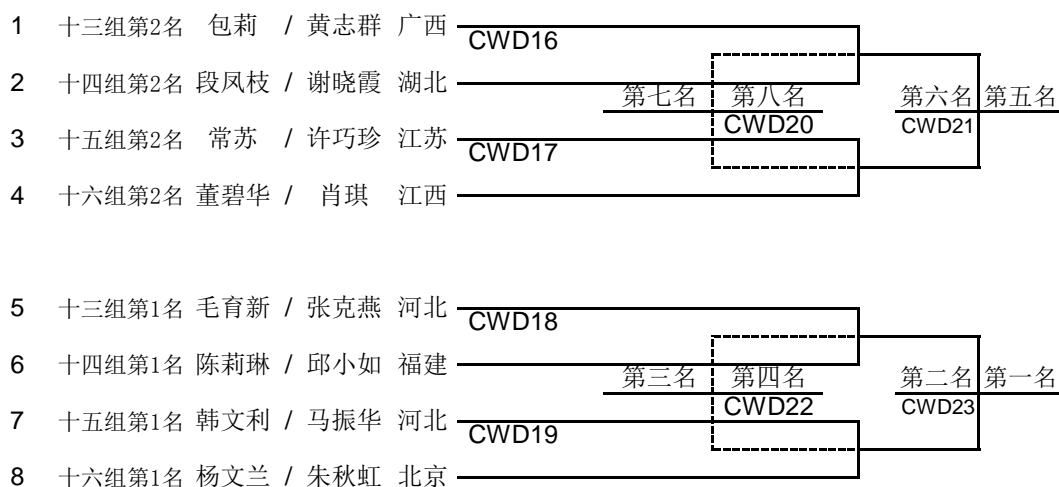 1 十三组第2名 包莉 / 黄志群 广西
CWD16
2 十四组第2名 段凤枝 / 谢晓霞 湖北
第七名 第八名 第六名 第五名
CWD20 CWD21
3 十五组第2名 常苏 / 许巧珍 江苏
CWD17
4 十六组第2名 董碧华 / 肖琪 江西
5 十三组第1名 毛育新 / 张克燕 河北
CWD18
6 十四组第1名 陈莉琳 / 邱小如 福建
第三名 第四名 第二名 第一名
CWD22 CWD23
7 十五组第1名 韩文利 / 马振华 河北
CWD19
8 十六组第1名 杨文兰 / 朱秋虹 北京